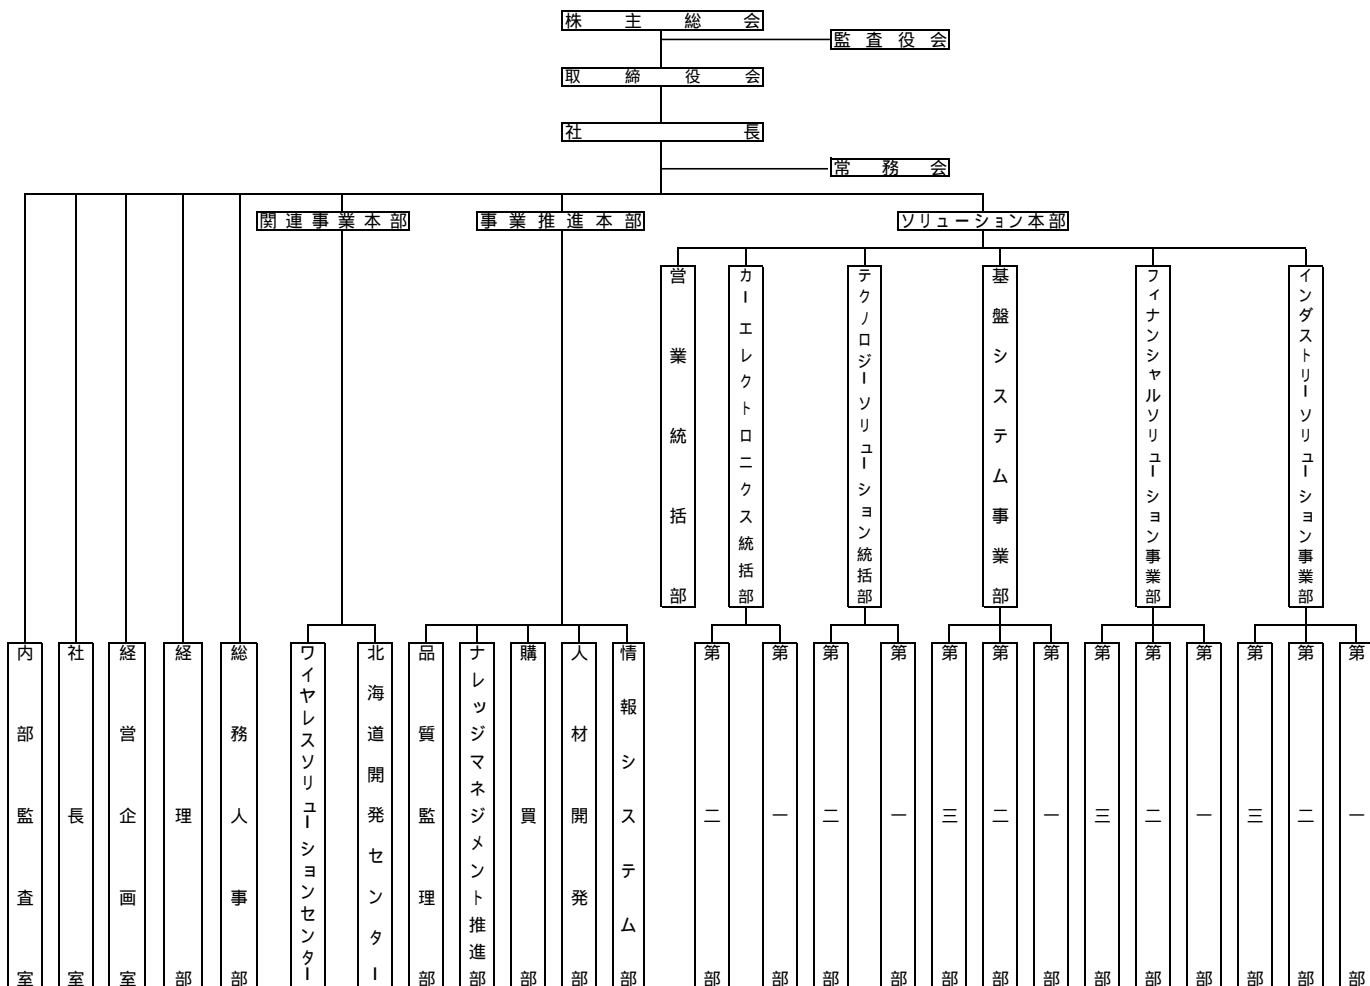 株主総会
監査役会
取締役会
社長
常務会
関連事業本部
事業推進本部
ソリューション本部
営業統括部
カーエレクトロニクス統括部
テクノロジーソリューション統括部
基盤システム事業部
フィナンシャルソリューション事業部
インダストリーソリューション事業部
内部監査室
社長室
経営企画室
経理部
総務人事部
ワイヤレスソリューションセンター
北海道開発センター
品質監理部
ナレッジマネジメント推進部
購買部
人材開発部
情報システム部
第二部
第一部
第二部
第一部
第三部
第二部
第一部
第三部
第二部
第一部
第三部
第二部
第一部